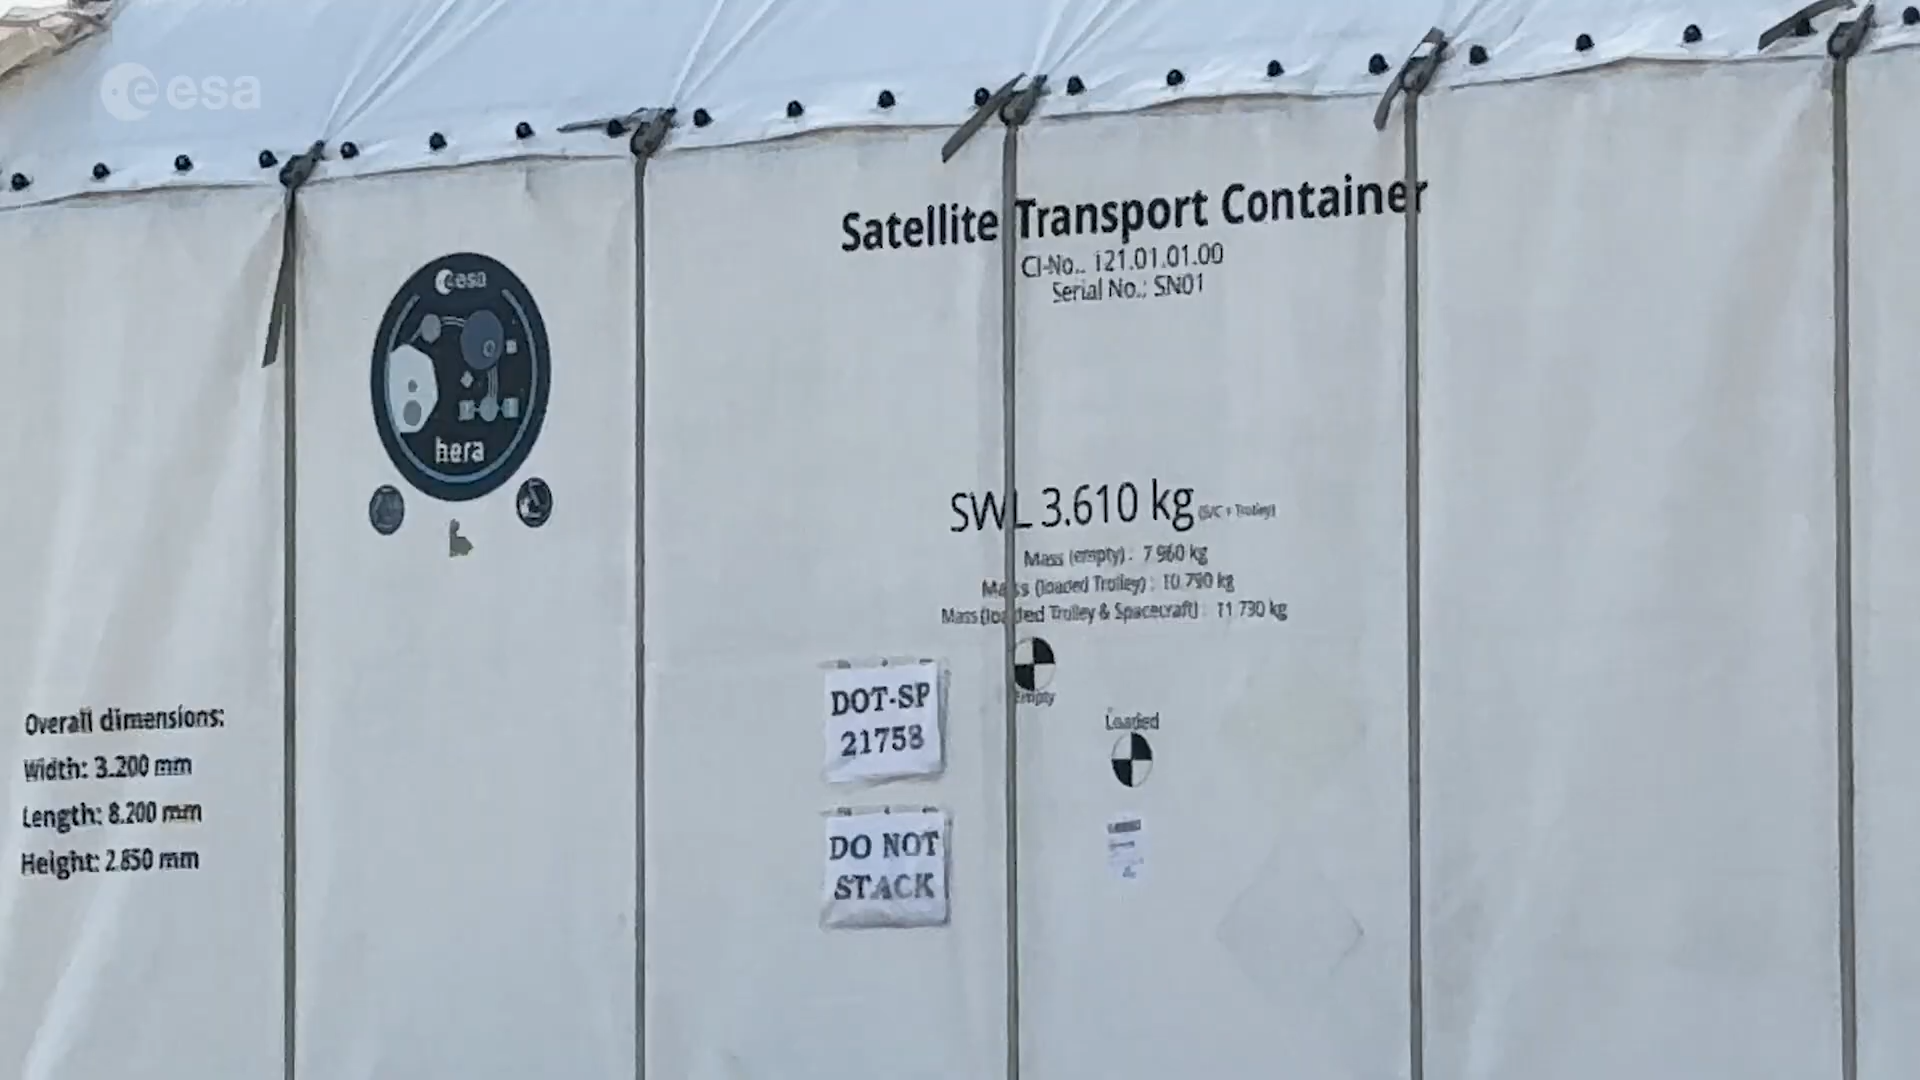 esa
Satellite Transport Container
CI-No.. 121.01.01.00
Serial No.: SN01
esa
hera
SWL 3.610 kg (S/C + Trolley)
Mass (empty) : 7 960 kg
Mass (loaded Trolley) : 10.790 kg
Mass (loaded Trolley & Spacecraft) : 11 730 kg
Empty
Loaded
DOT-SP
21758
DO NOT
STACK
Overall dimensions:
Width: 3.200 mm
Length: 8.200 mm
Height: 2.850 mm